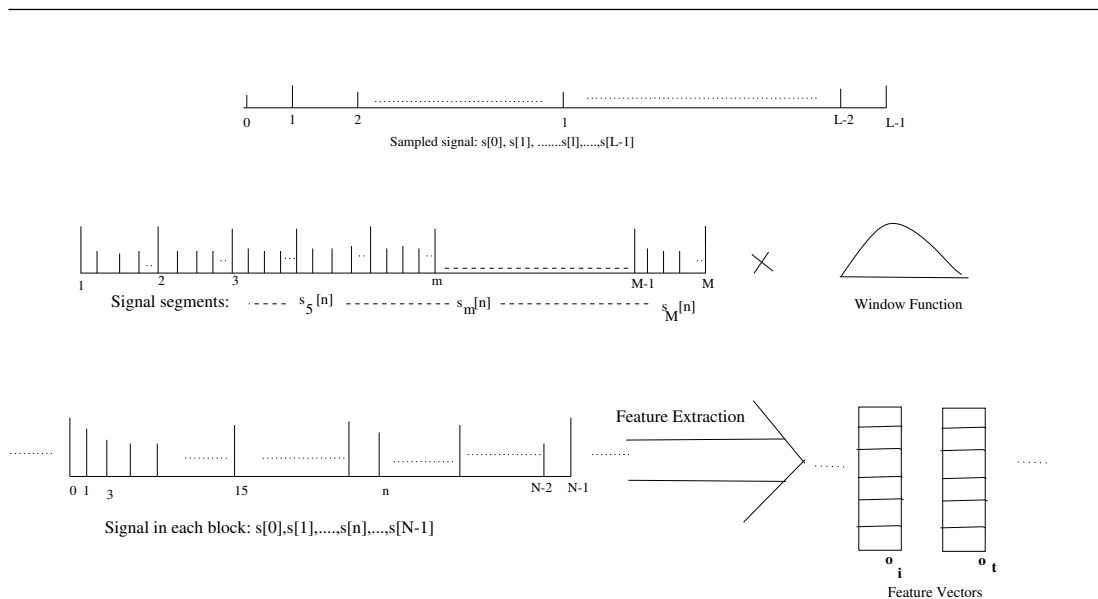 0 1 2 1 L-2 L-1
Sampled signal: s[0], s[1], .......s[l],....,s[L-1]
1 2 3 m M-1 M
Signal segments: s5[n] sm[n] sM[n]
Window Function
Feature Extraction
0 1 3 15 n N-2 N-1
Signal in each block: s[0],s[1],....,s[n],...,s[N-1]
oi ot
Feature Vectors